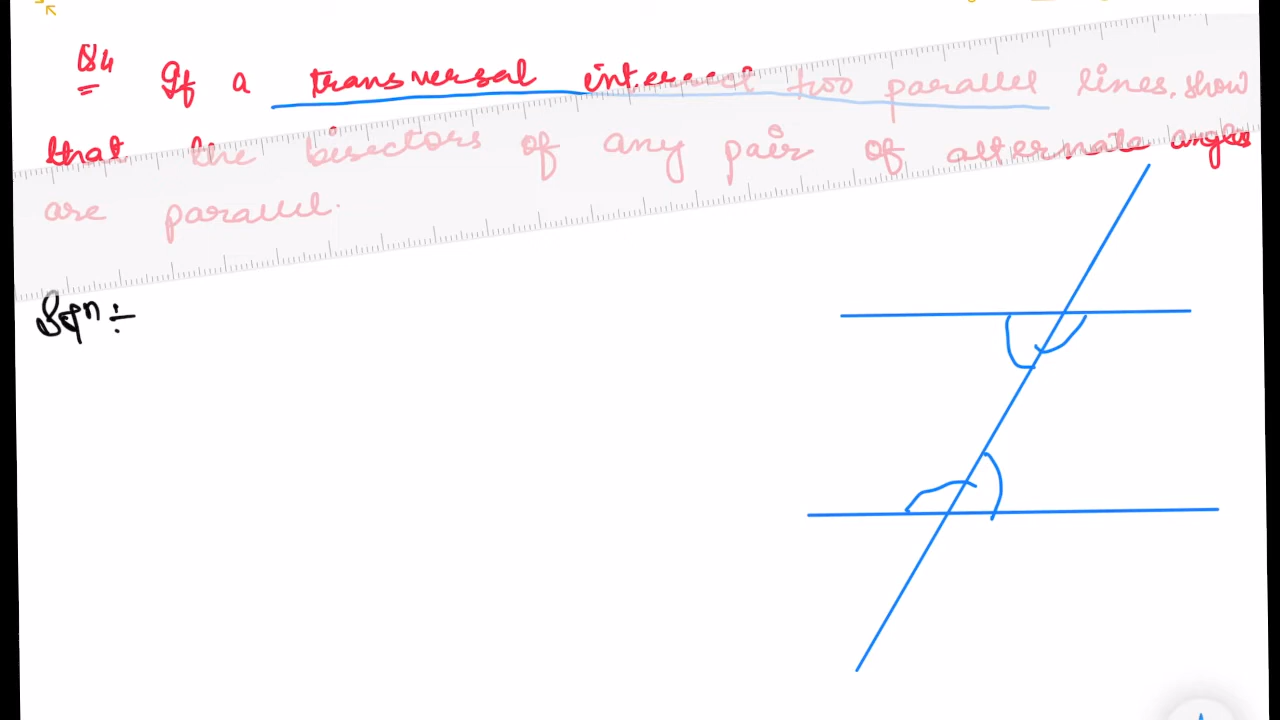 Q4 If a transversal intersect two parallel lines, show
that the bisectors of any pair of alternate angles
are parallel.
Solⁿ :-